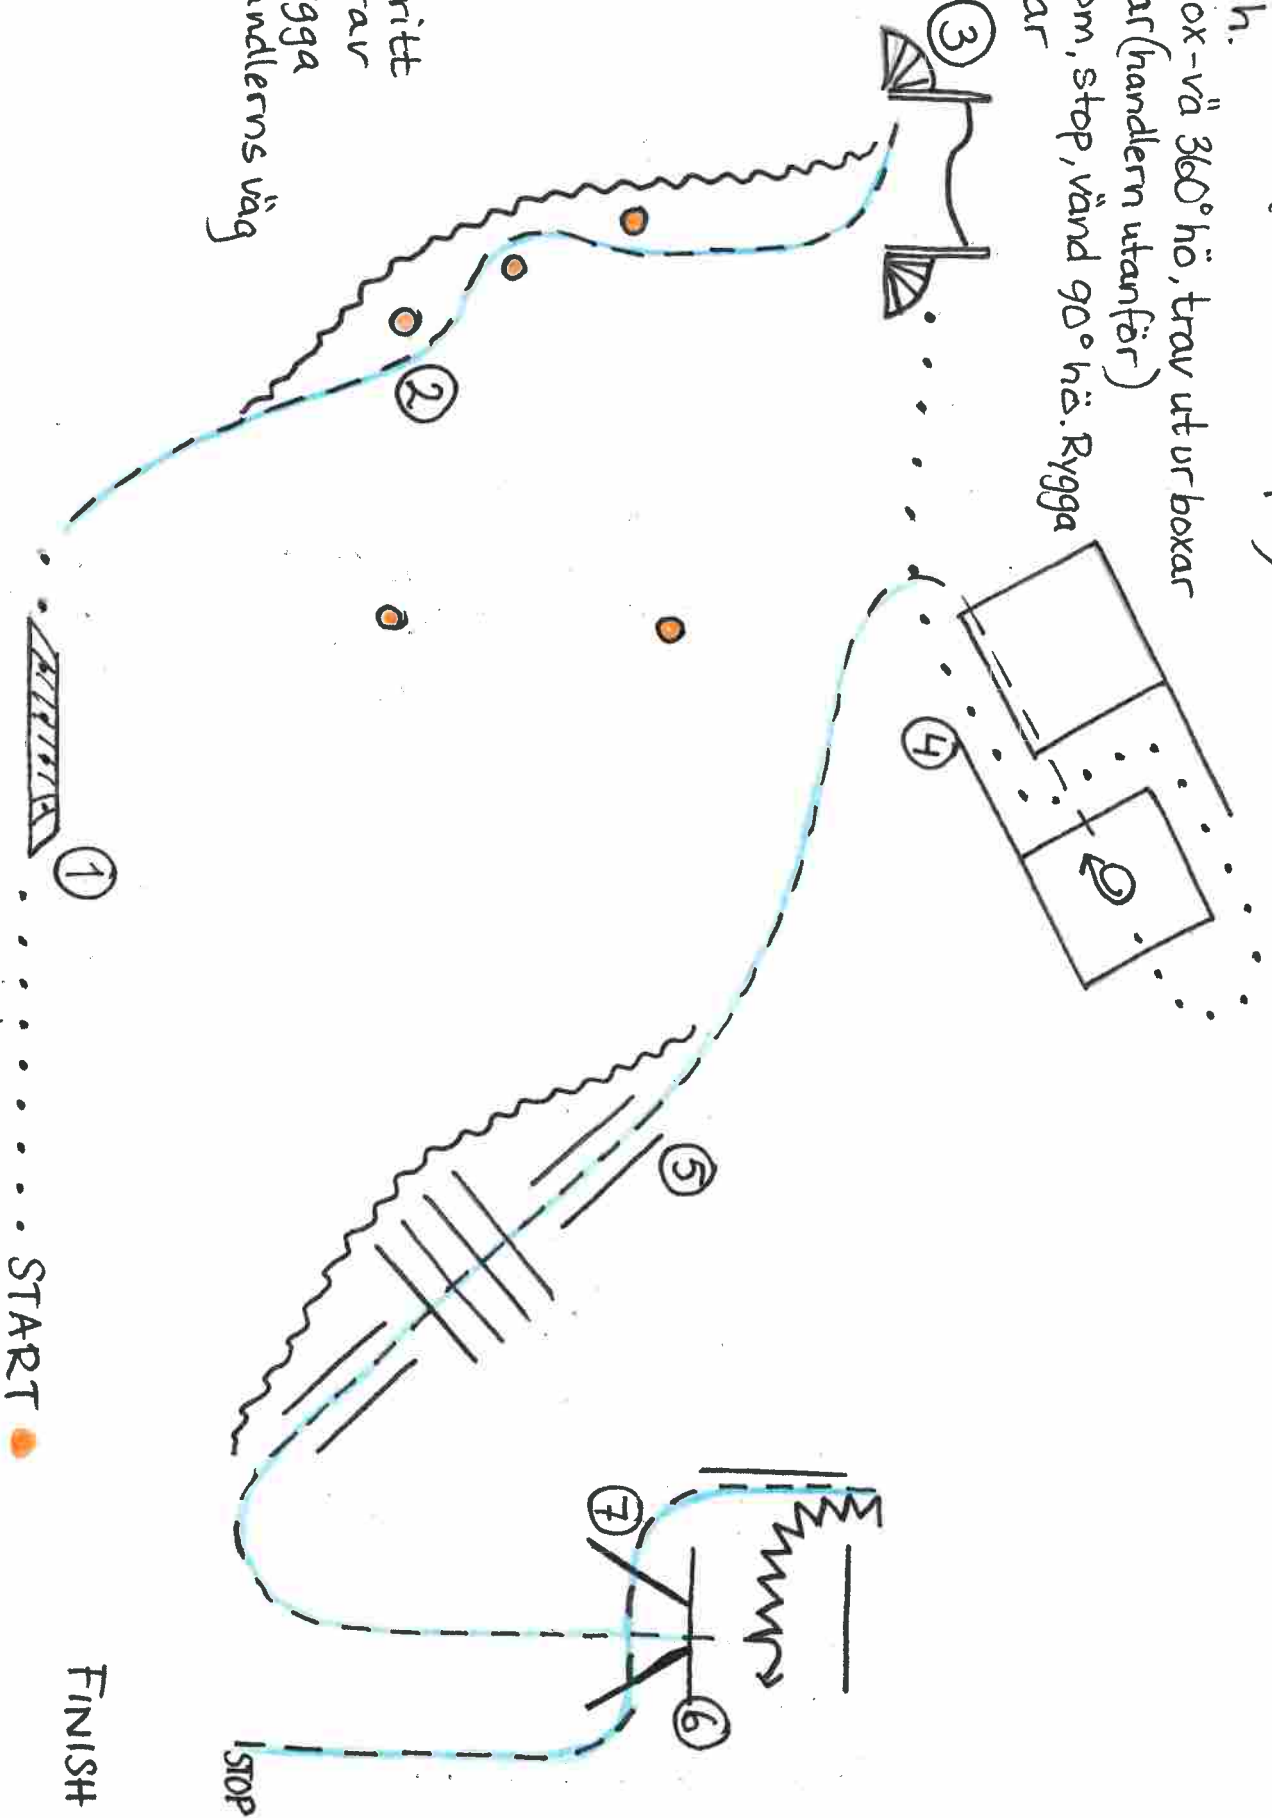 h.
ox-vä 360° hö, trav ut ur boxar
ar (handlern utanför)
om, stop, vänd 90° hö. Rygga
ar
3
4
5
6
7
2
1
ritt
rav
gga
ndlerns väg
START
STOP
FINISH